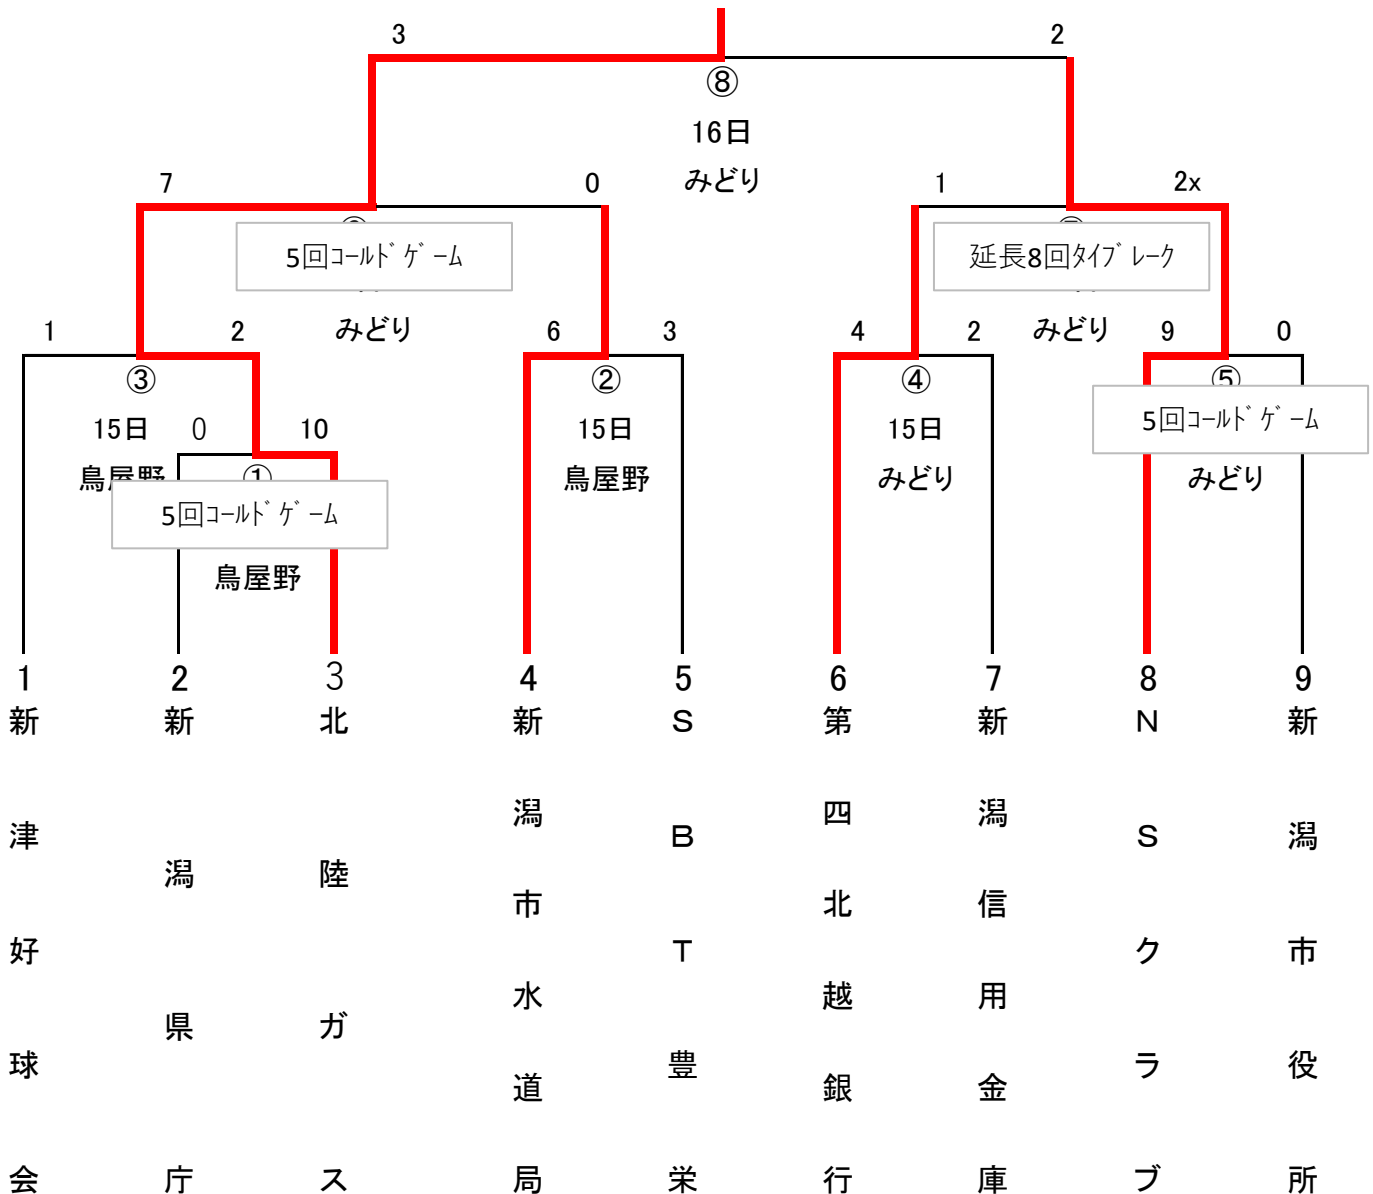 3 2
⑧
16日
みどり
7 0 1 2x
5回ｺｰﾙﾄﾞｹﾞｰﾑ 延長8回ﾀｲﾌﾞﾚｰｸ
みどり みどり
1 2 6 3 4 2 9 0
③ ② ④ ⑤
15日 15日 15日
5回ｺｰﾙﾄﾞｹﾞｰﾑ
0 10
鳥屋野 鳥屋野 みどり みどり
①
5回ｺｰﾙﾄﾞｹﾞｰﾑ
鳥屋野
1 新津好球会
2 新潟県庁
3 北陸ガス
4 新潟市水道局
5 ＳＢＴ豊栄
6 第四北越銀行
7 新潟信用金庫
8 ＮＳクラブ
9 新潟市役所